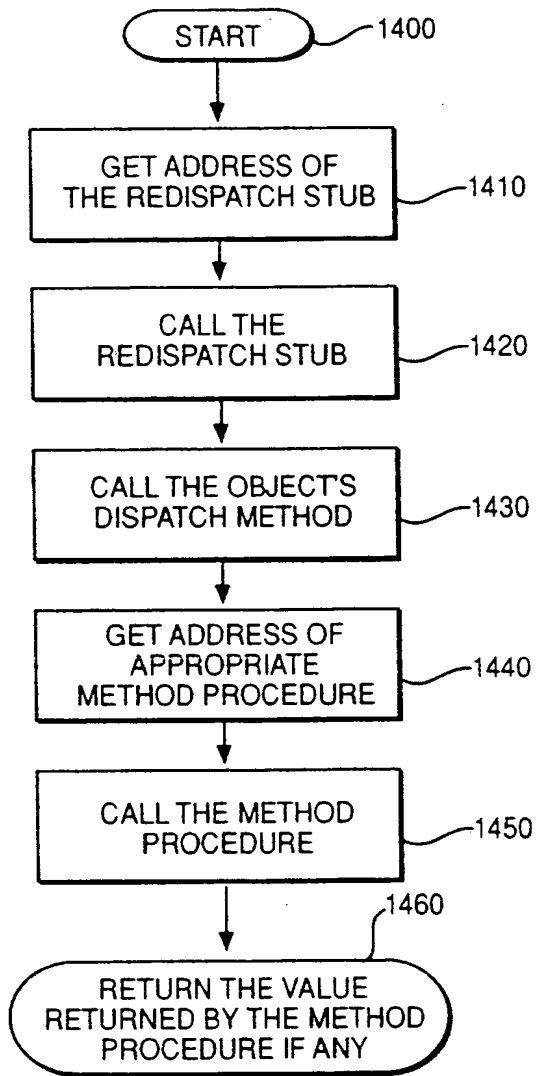 START
1400
GET ADDRESS OF
THE REDISPATCH STUB
1410
CALL THE
REDISPATCH STUB
1420
CALL THE OBJECT'S
DISPATCH METHOD
1430
GET ADDRESS OF
APPROPRIATE
METHOD PROCEDURE
1440
CALL THE METHOD
PROCEDURE
1450
1460
RETURN THE VALUE
RETURNED BY THE METHOD
PROCEDURE IF ANY